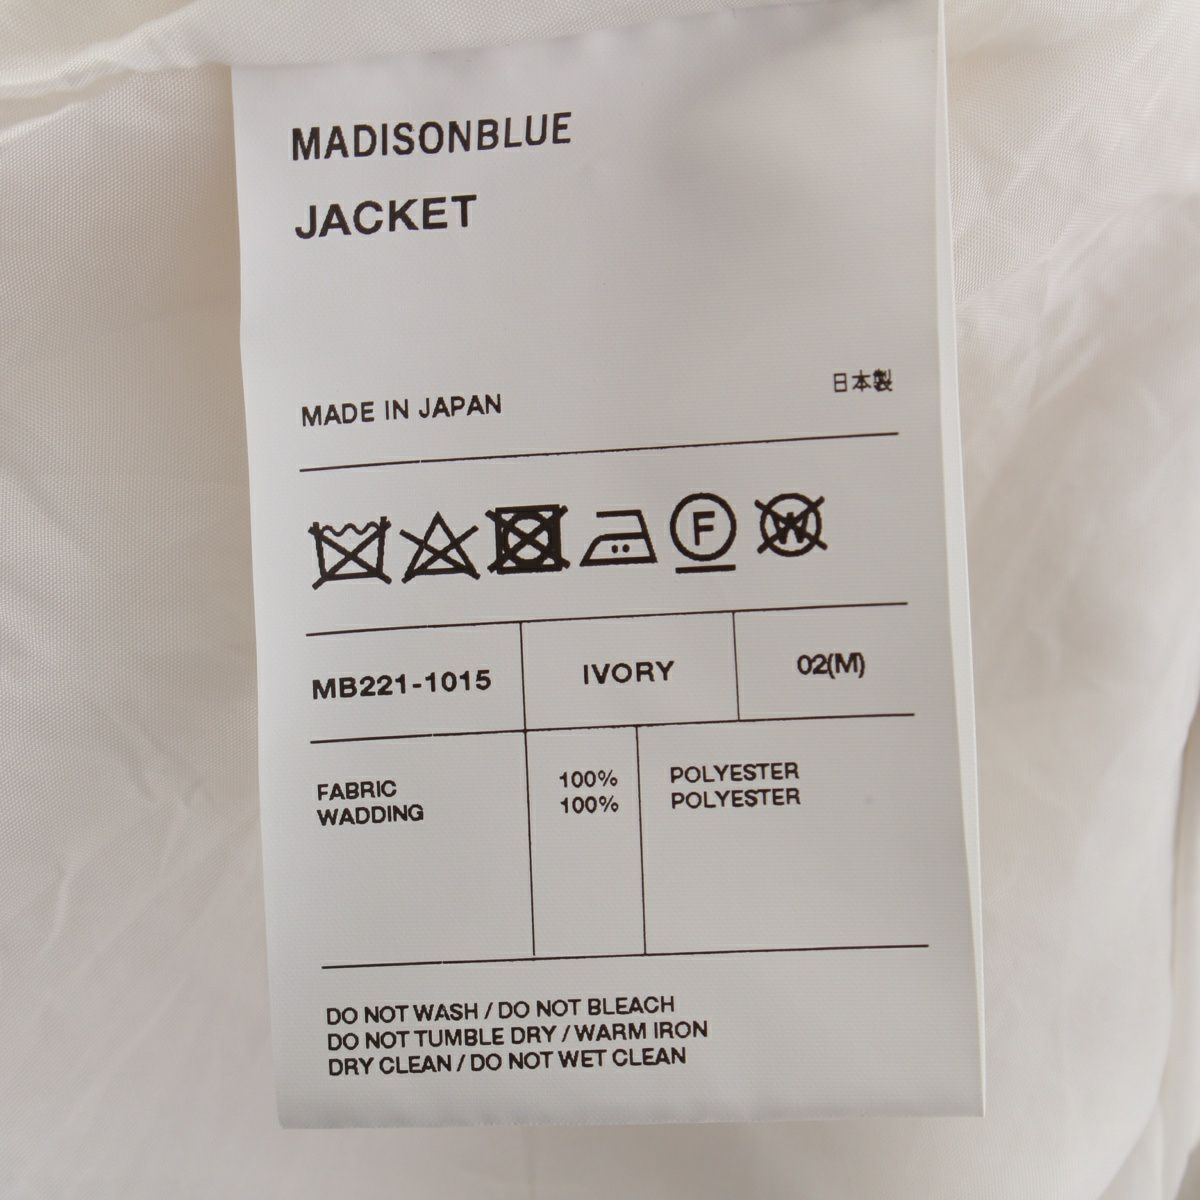 MADISONBLUE
JACKET
MADE IN JAPAN 日本製
F W
MB221-1015 IVORY 02(M)
FABRIC 100% POLYESTER
WADDING 100% POLYESTER
DO NOT WASH / DO NOT BLEACH
DO NOT TUMBLE DRY / WARM IRON
DRY CLEAN / DO NOT WET CLEAN